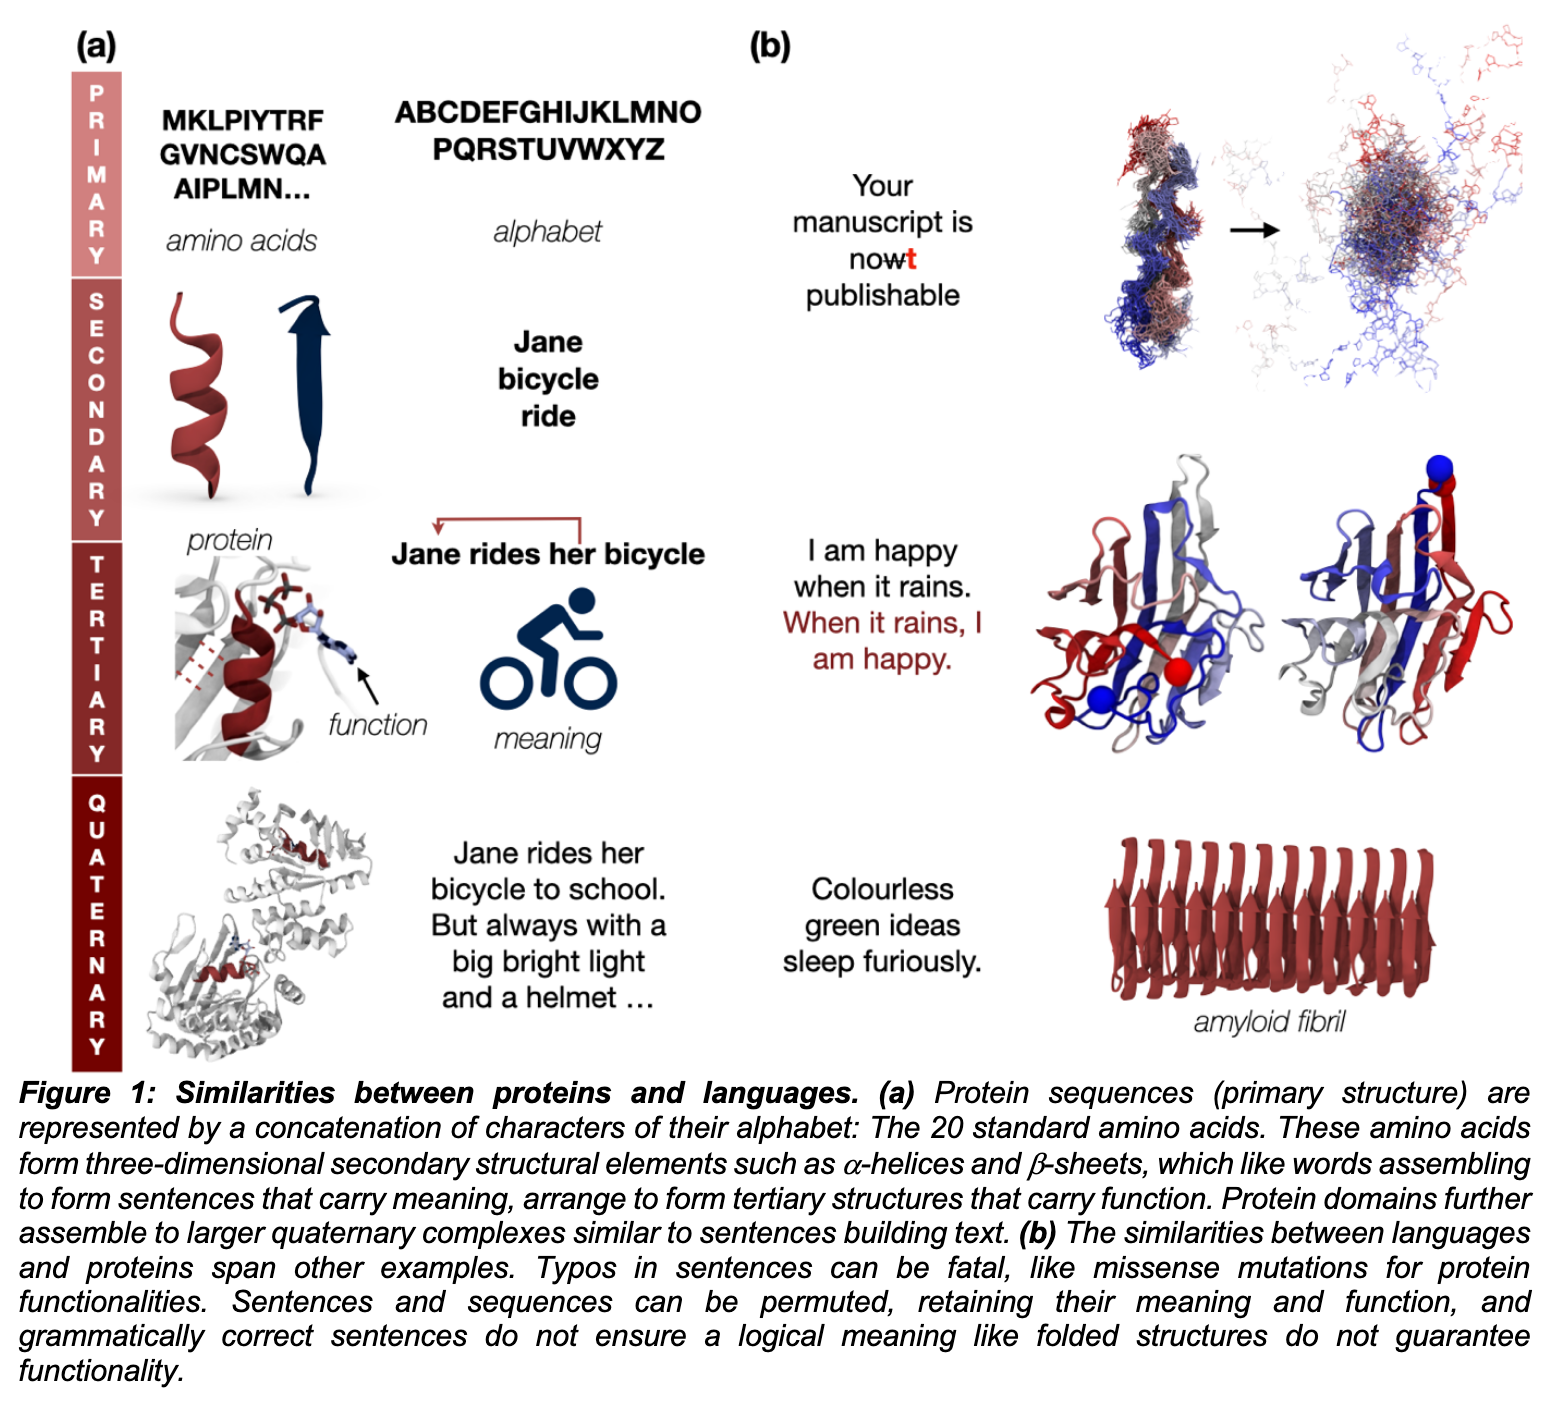 (a)
PRIMARY
MKLPIYTRF
GVNCSWQA
AIPLMN...
amino acids
ABCDEFGHIJKLMNO
PQRSTUVWXYZ
alphabet
SECONDARY
Jane
bicycle
ride
TERTIARY
protein
function
Jane rides her bicycle
meaning
QUATERNARY
Jane rides her
bicycle to school.
But always with a
big bright light
and a helmet ...
(b)
Your
manuscript is
nowt
publishable
I am happy
when it rains.
When it rains, I
am happy.
Colourless
green ideas
sleep furiously.
amyloid fibril
Figure 1: Similarities between proteins and languages. (a) Protein sequences (primary structure) are
represented by a concatenation of characters of their alphabet: The 20 standard amino acids. These amino acids
form three-dimensional secondary structural elements such as α-helices and β-sheets, which like words assembling
to form sentences that carry meaning, arrange to form tertiary structures that carry function. Protein domains further
assemble to larger quaternary complexes similar to sentences building text. (b) The similarities between languages
and proteins span other examples. Typos in sentences can be fatal, like missense mutations for protein
functionalities. Sentences and sequences can be permuted, retaining their meaning and function, and
grammatically correct sentences do not ensure a logical meaning like folded structures do not guarantee
functionality.